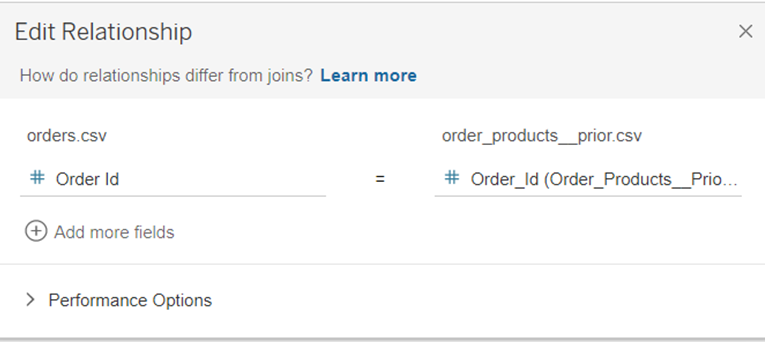 Edit Relationship
How do relationships differ from joins? Learn more
orders.csv
order_products__prior.csv
# Order Id
=
# Order_Id (Order_Products__Prio...
Add more fields
Performance Options